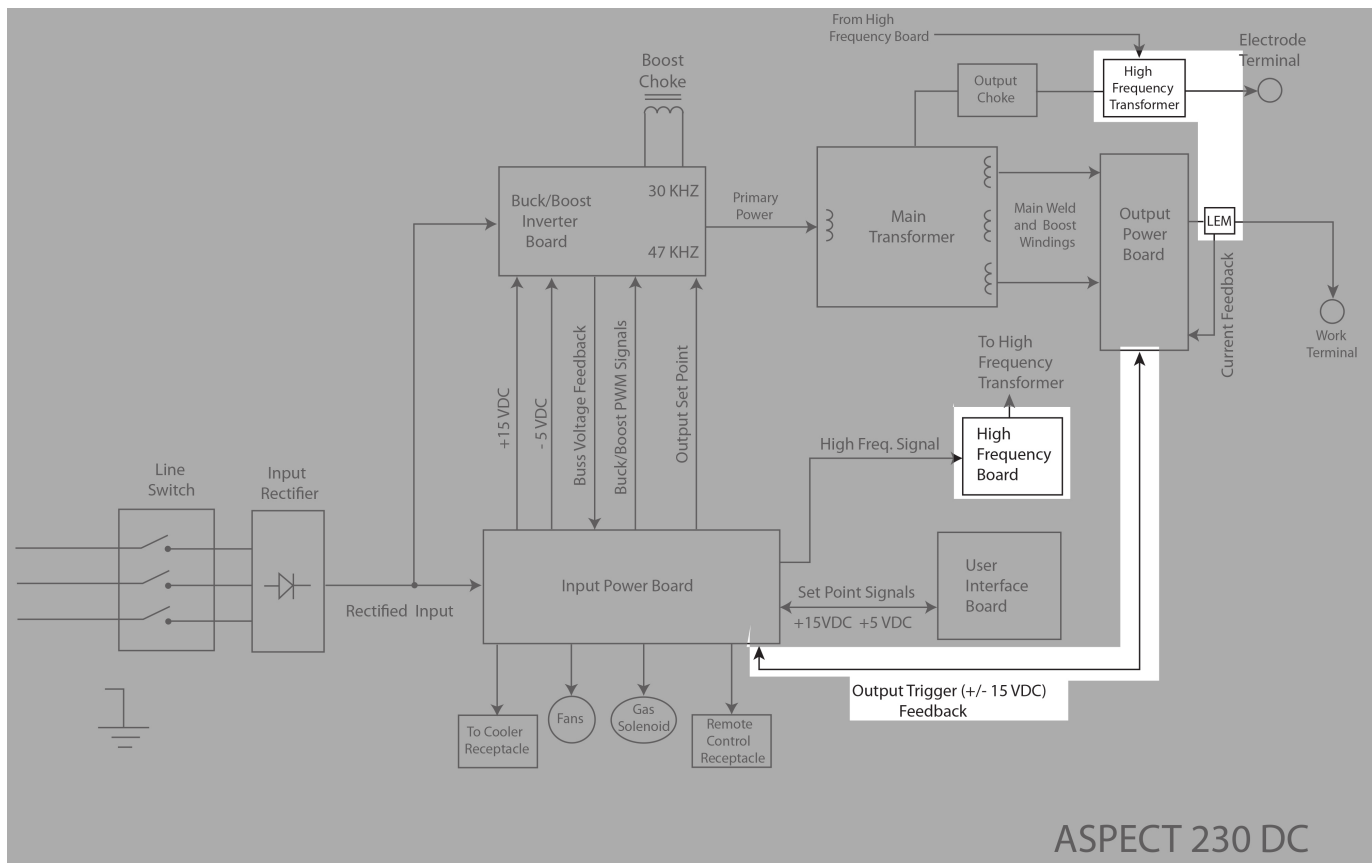 From High
Frequency Board
Electrode
Terminal
Boost
Choke
Output
Choke
High
Frequency
Transformer
Buck/Boost
Inverter
Board
30 KHZ
47 KHZ
Primary
Power
Main
Transformer
Main Weld
and Boost
Windings
Output
Power
Board
LEM
Current Feedback
Work
Terminal
+15 VDC
- 5 VDC
Buss Voltage Feedback
Buck/Boost PWM Signals
Output Set Point
To High
Frequency
Transformer
High Freq. Signal
High
Frequency
Board
Line
Switch
Input
Rectifier
Rectified Input
Input Power Board
Set Point Signals
+15VDC +5 VDC
User
Interface
Board
Output Trigger (+/- 15 VDC)
Feedback
To Cooler
Receptacle
Fans
Gas
Solenoid
Remote
Control
Receptacle
ASPECT 230 DC